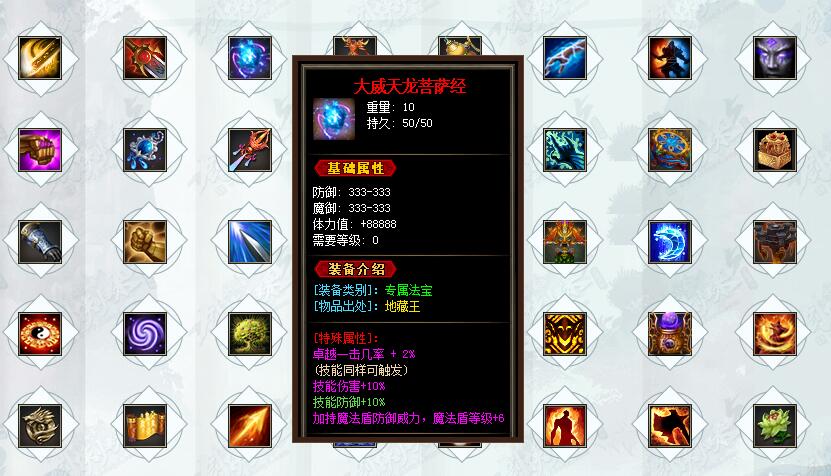 大威天龙菩萨经
重量: 10
持久: 50/50
基础属性
防御: 333-333
魔御: 333-333
体力值: +88888
需要等级: 0
装备介绍
[装备类别]: 专属法宝
[物品出处]: 地藏王
[特殊属性]:
卓越一击几率 + 2%
(技能同样可触发)
技能伤害+10%
技能防御+10%
加持魔法盾防御威力, 魔法盾等级+6